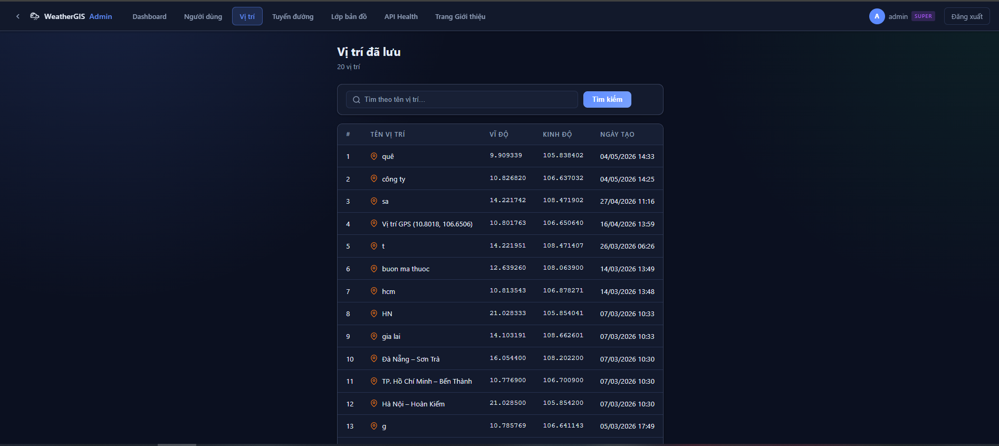 WeatherGIS Admin Dashboard Người dùng Vị trí Tuyến đường Lớp bản đồ API Health Trang Giới thiệu A admin SUPER Đăng xuất
Vị trí đã lưu
20 vị trí
Tìm theo tên vị trí... Tìm kiếm
# TÊN VỊ TRÍ VĨ ĐỘ KINH ĐỘ NGÀY TẠO
1 quê 9.909339 105.838402 04/05/2026 14:33
2 công ty 10.826820 106.637032 04/05/2026 14:25
3 sa 14.221742 108.471902 27/04/2026 11:16
4 Vị trí GPS (10.8018, 106.6506) 10.801763 106.650640 16/04/2026 13:59
5 t 14.221951 108.471407 26/03/2026 06:26
6 buon ma thuoc 12.639260 108.063900 14/03/2026 13:49
7 hcm 10.813543 106.878271 14/03/2026 13:48
8 HN 21.028333 105.854041 07/03/2026 10:33
9 gia lai 14.103191 108.662601 07/03/2026 10:33
10 Đà Nẵng – Sơn Trà 16.054400 108.202200 07/03/2026 10:30
11 TP. Hồ Chí Minh – Bến Thành 10.776900 106.700900 07/03/2026 10:30
12 Hà Nội – Hoàn Kiếm 21.028500 105.854200 07/03/2026 10:30
13 g 10.785769 106.641143 05/03/2026 17:49